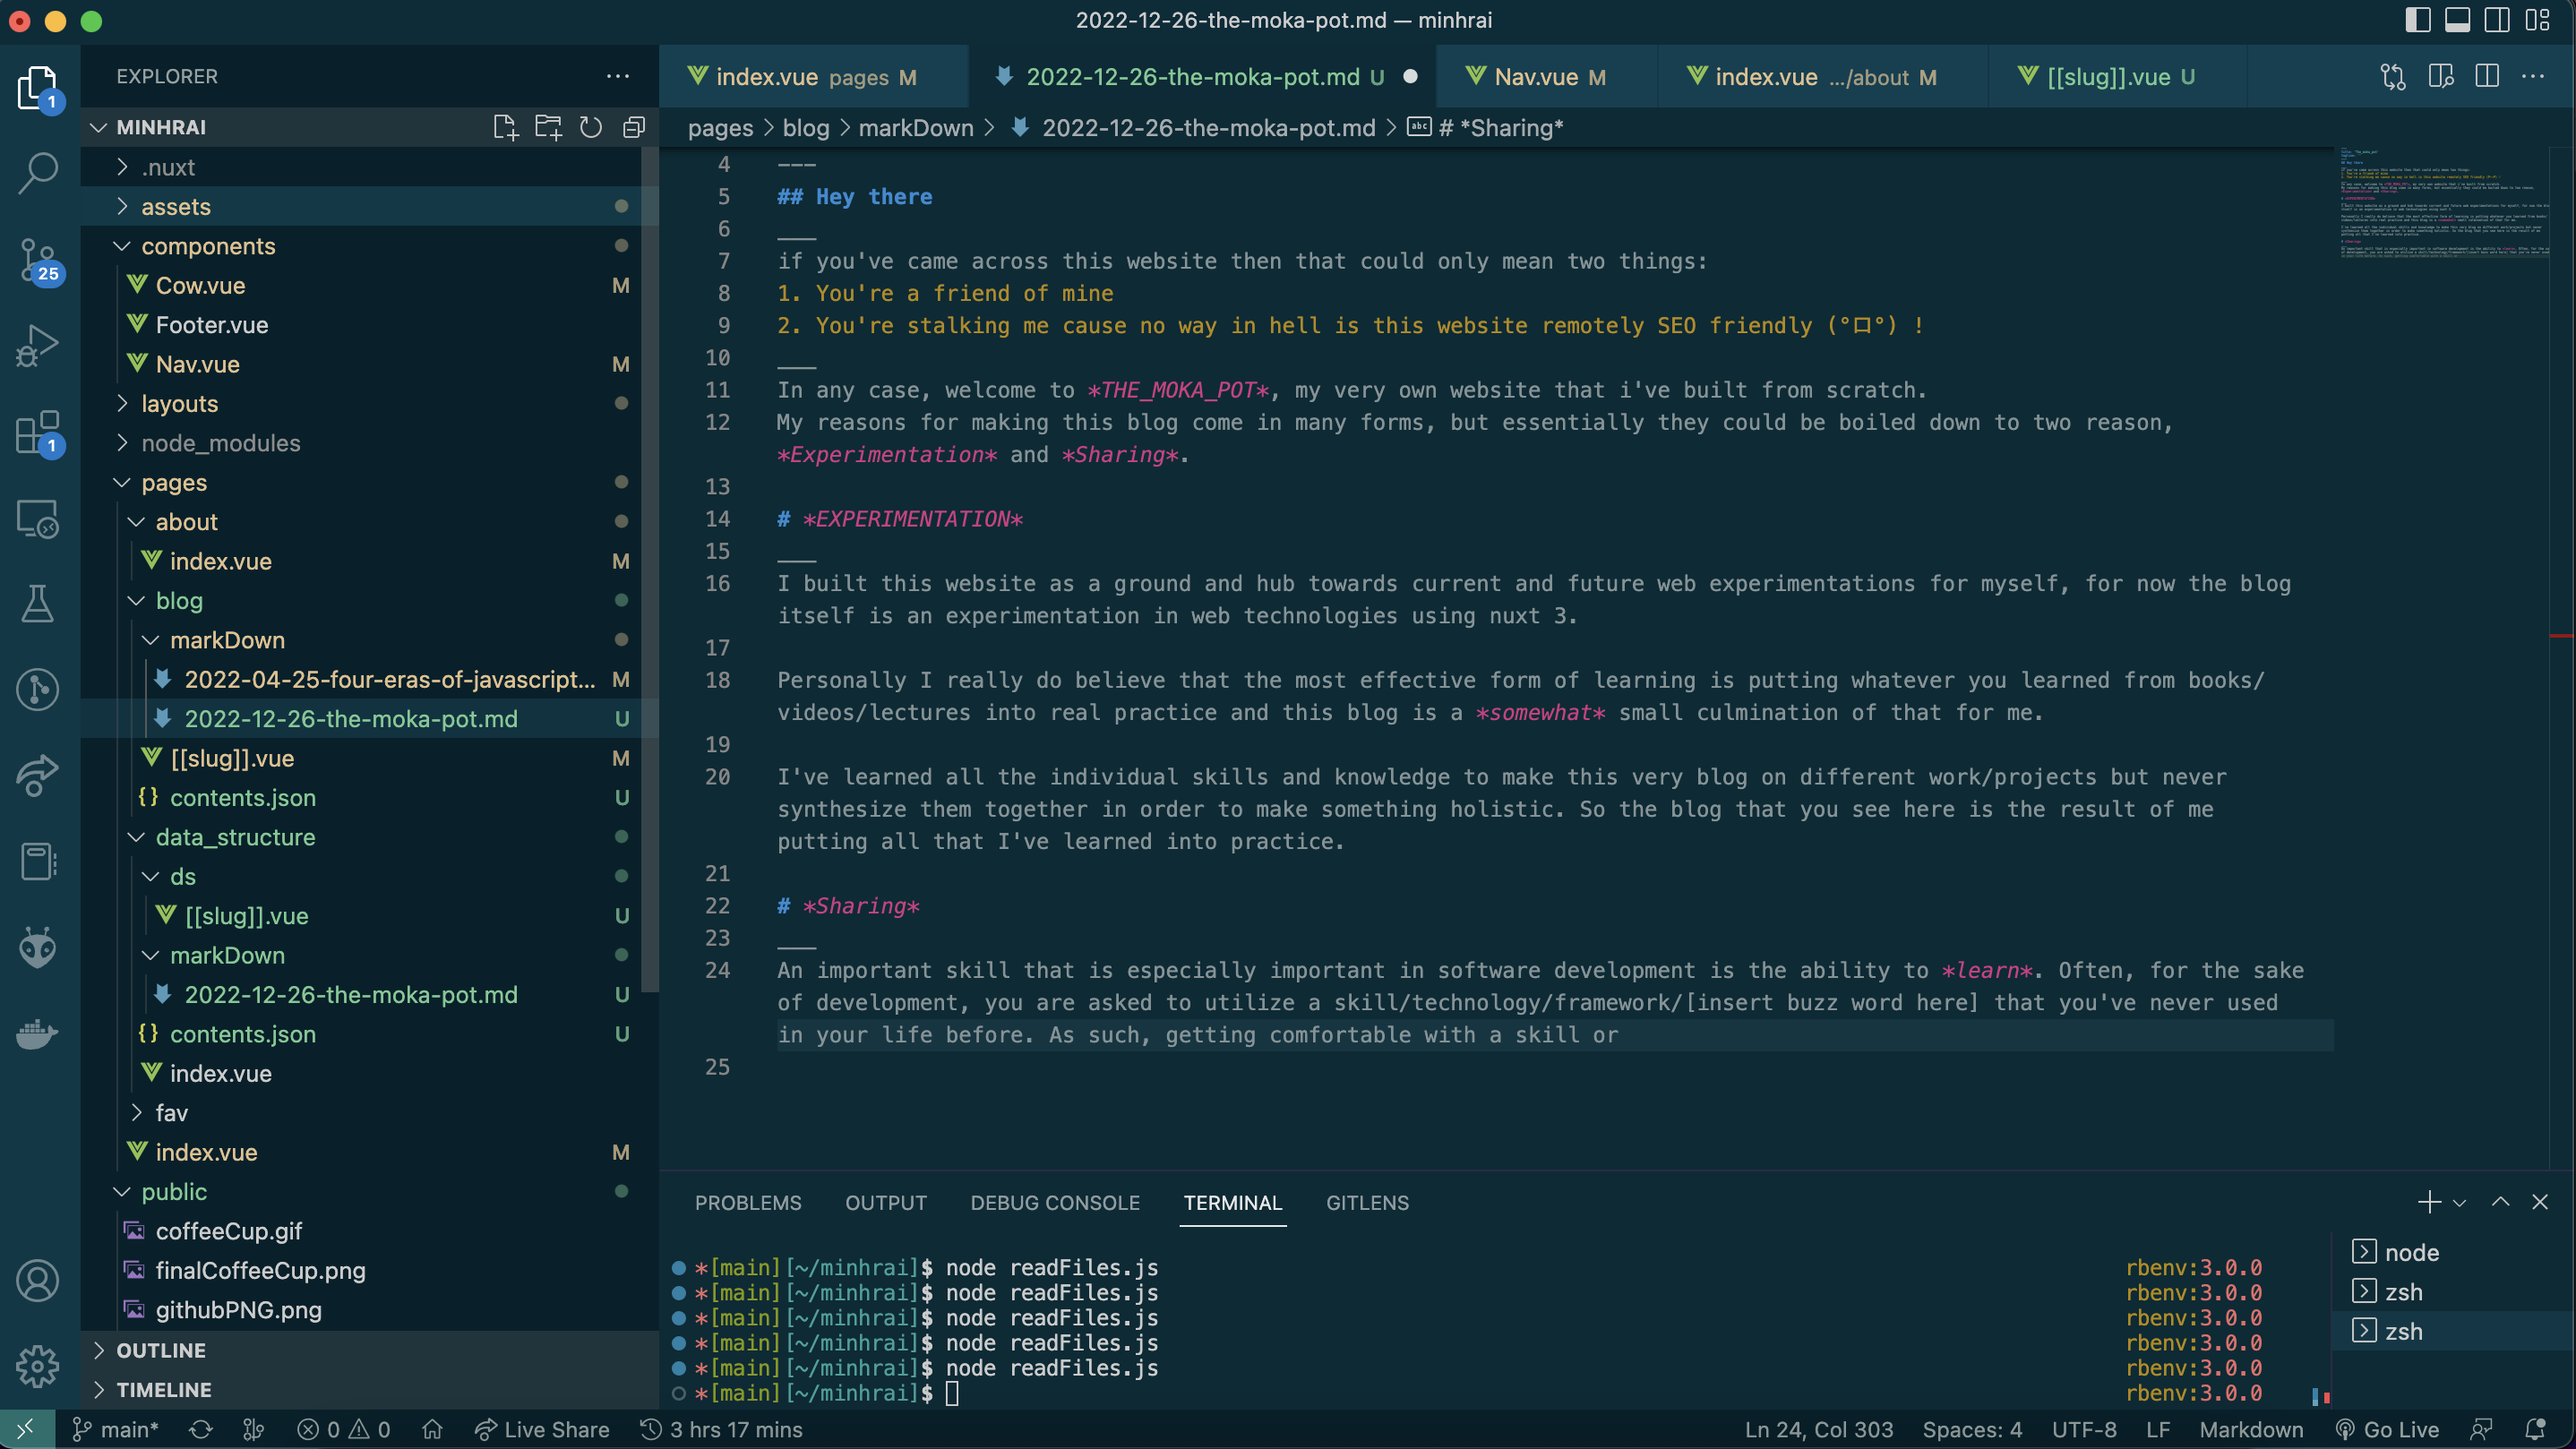 2022-12-26-the-moka-pot.md — minhrai
EXPLORER
index.vue pages M
2022-12-26-the-moka-pot.md U
Nav.vue M
index.vue .../about M
[[slug]].vue U
MINHRAI
pages > blog > markDown > 2022-12-26-the-moka-pot.md > abc # *Sharing*
1
25
1
.nuxt
assets
components
Cow.vue M
Footer.vue
Nav.vue M
layouts
node_modules
pages
about
index.vue M
blog
markDown
2022-04-25-four-eras-of-javascript... M
2022-12-26-the-moka-pot.md U
[[slug]].vue M
{} contents.json U
data_structure
ds
[[slug]].vue U
markDown
2022-12-26-the-moka-pot.md U
{} contents.json U
index.vue
fav
index.vue M
public
coffeeCup.gif
finalCoffeeCup.png
githubPNG.png
OUTLINE
TIMELINE
4 ---
5 ## Hey there
6 ___
7 if you've came across this website then that could only mean two things:
8 1. You're a friend of mine
9 2. You're stalking me cause no way in hell is this website remotely SEO friendly (°ロ°) !
10 ___
11 In any case, welcome to *THE_MOKA_POT*, my very own website that i've built from scratch.
12 My reasons for making this blog come in many forms, but essentially they could be boiled down to two reason,
*Experimentation* and *Sharing*.
13
14 # *EXPERIMENTATION*
15 ___
16 I built this website as a ground and hub towards current and future web experimentations for myself, for now the blog
itself is an experimentation in web technologies using nuxt 3.
17
18 Personally I really do believe that the most effective form of learning is putting whatever you learned from books/
videos/lectures into real practice and this blog is a *somewhat* small culmination of that for me.
19
20 I've learned all the individual skills and knowledge to make this very blog on different work/projects but never
synthesize them together in order to make something holistic. So the blog that you see here is the result of me
putting all that I've learned into practice.
21
22 # *Sharing*
23 ___
24 An important skill that is especially important in software development is the ability to *learn*. Often, for the sake
of development, you are asked to utilize a skill/technology/framework/[insert buzz word here] that you've never used
in your life before. As such, getting comfortable with a skill or
25
PROBLEMS OUTPUT DEBUG CONSOLE TERMINAL GITLENS
*[main][~/minhrai]$ node readFiles.js rbenv:3.0.0
*[main][~/minhrai]$ node readFiles.js rbenv:3.0.0
*[main][~/minhrai]$ node readFiles.js rbenv:3.0.0
*[main][~/minhrai]$ node readFiles.js rbenv:3.0.0
*[main][~/minhrai]$ node readFiles.js rbenv:3.0.0
*[main][~/minhrai]$ rbenv:3.0.0
node
zsh
zsh
main* 0 0 Live Share 3 hrs 17 mins Ln 24, Col 303 Spaces: 4 UTF-8 LF Markdown Go Live